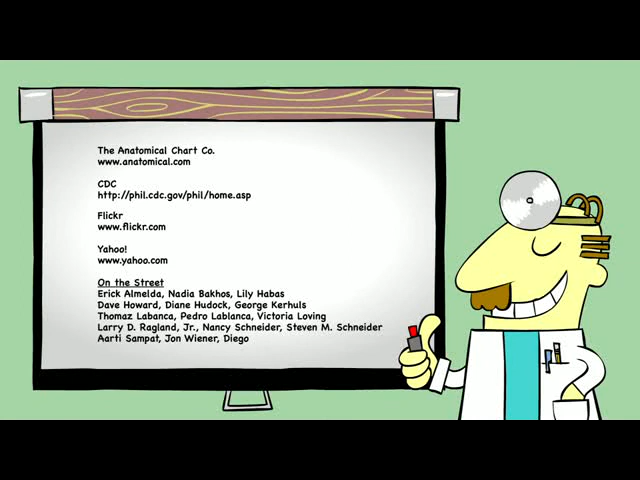 The Anatomical Chart Co.
www.anatomical.com
CDC
http://phil.cdc.gov/phil/home.asp
Flickr
www.flickr.com
Yahoo!
www.yahoo.com
On the Street
Erick Almeida, Nadia Bakhos, Lily Habas
Dave Howard, Diane Hudock, George Kerhuls
Thomaz Labanca, Pedro Lablanca, Victoria Loving
Larry D. Ragland, Jr., Nancy Schneider, Steven M. Schneider
Aarti Sampat, Jon Wiener, Diego